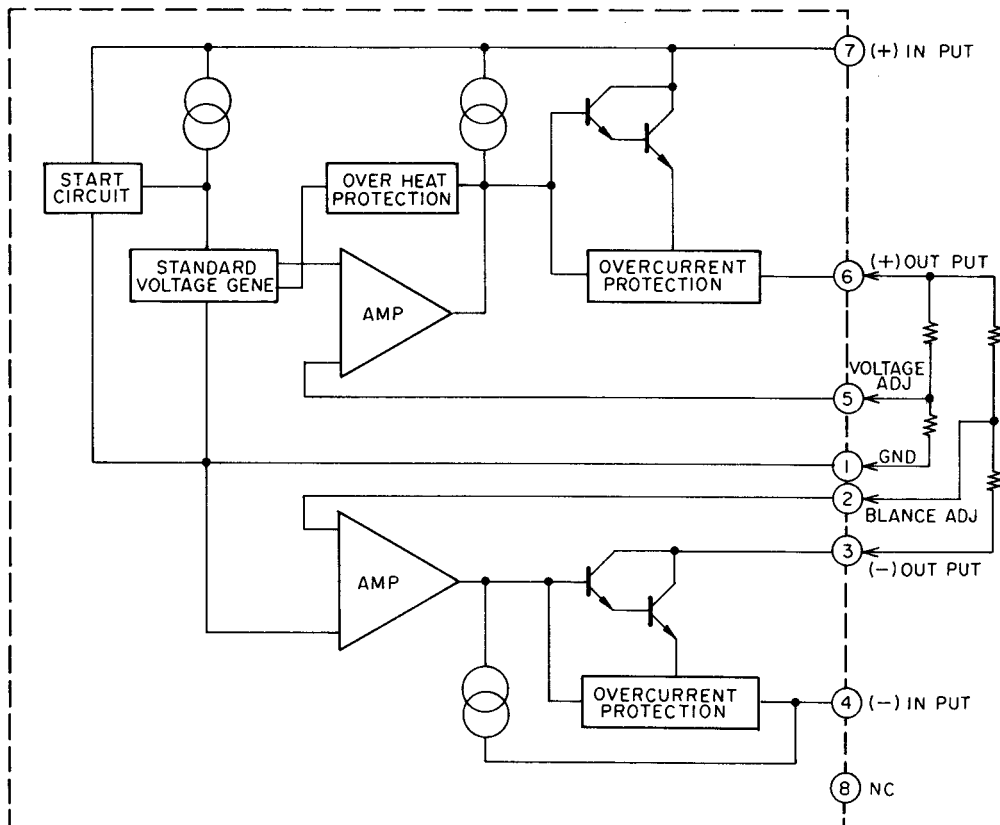 7 (+) IN PUT
START
CIRCUIT
OVER HEAT
PROTECTION
STANDARD
VOLTAGE GENE
AMP
OVERCURRENT
PROTECTION
6 (+) OUT PUT
VOLTAGE
ADJ
5
1 GND
2 BLANCE ADJ
3 (-) OUT PUT
AMP
OVERCURRENT
PROTECTION
4 (-) IN PUT
8 NC